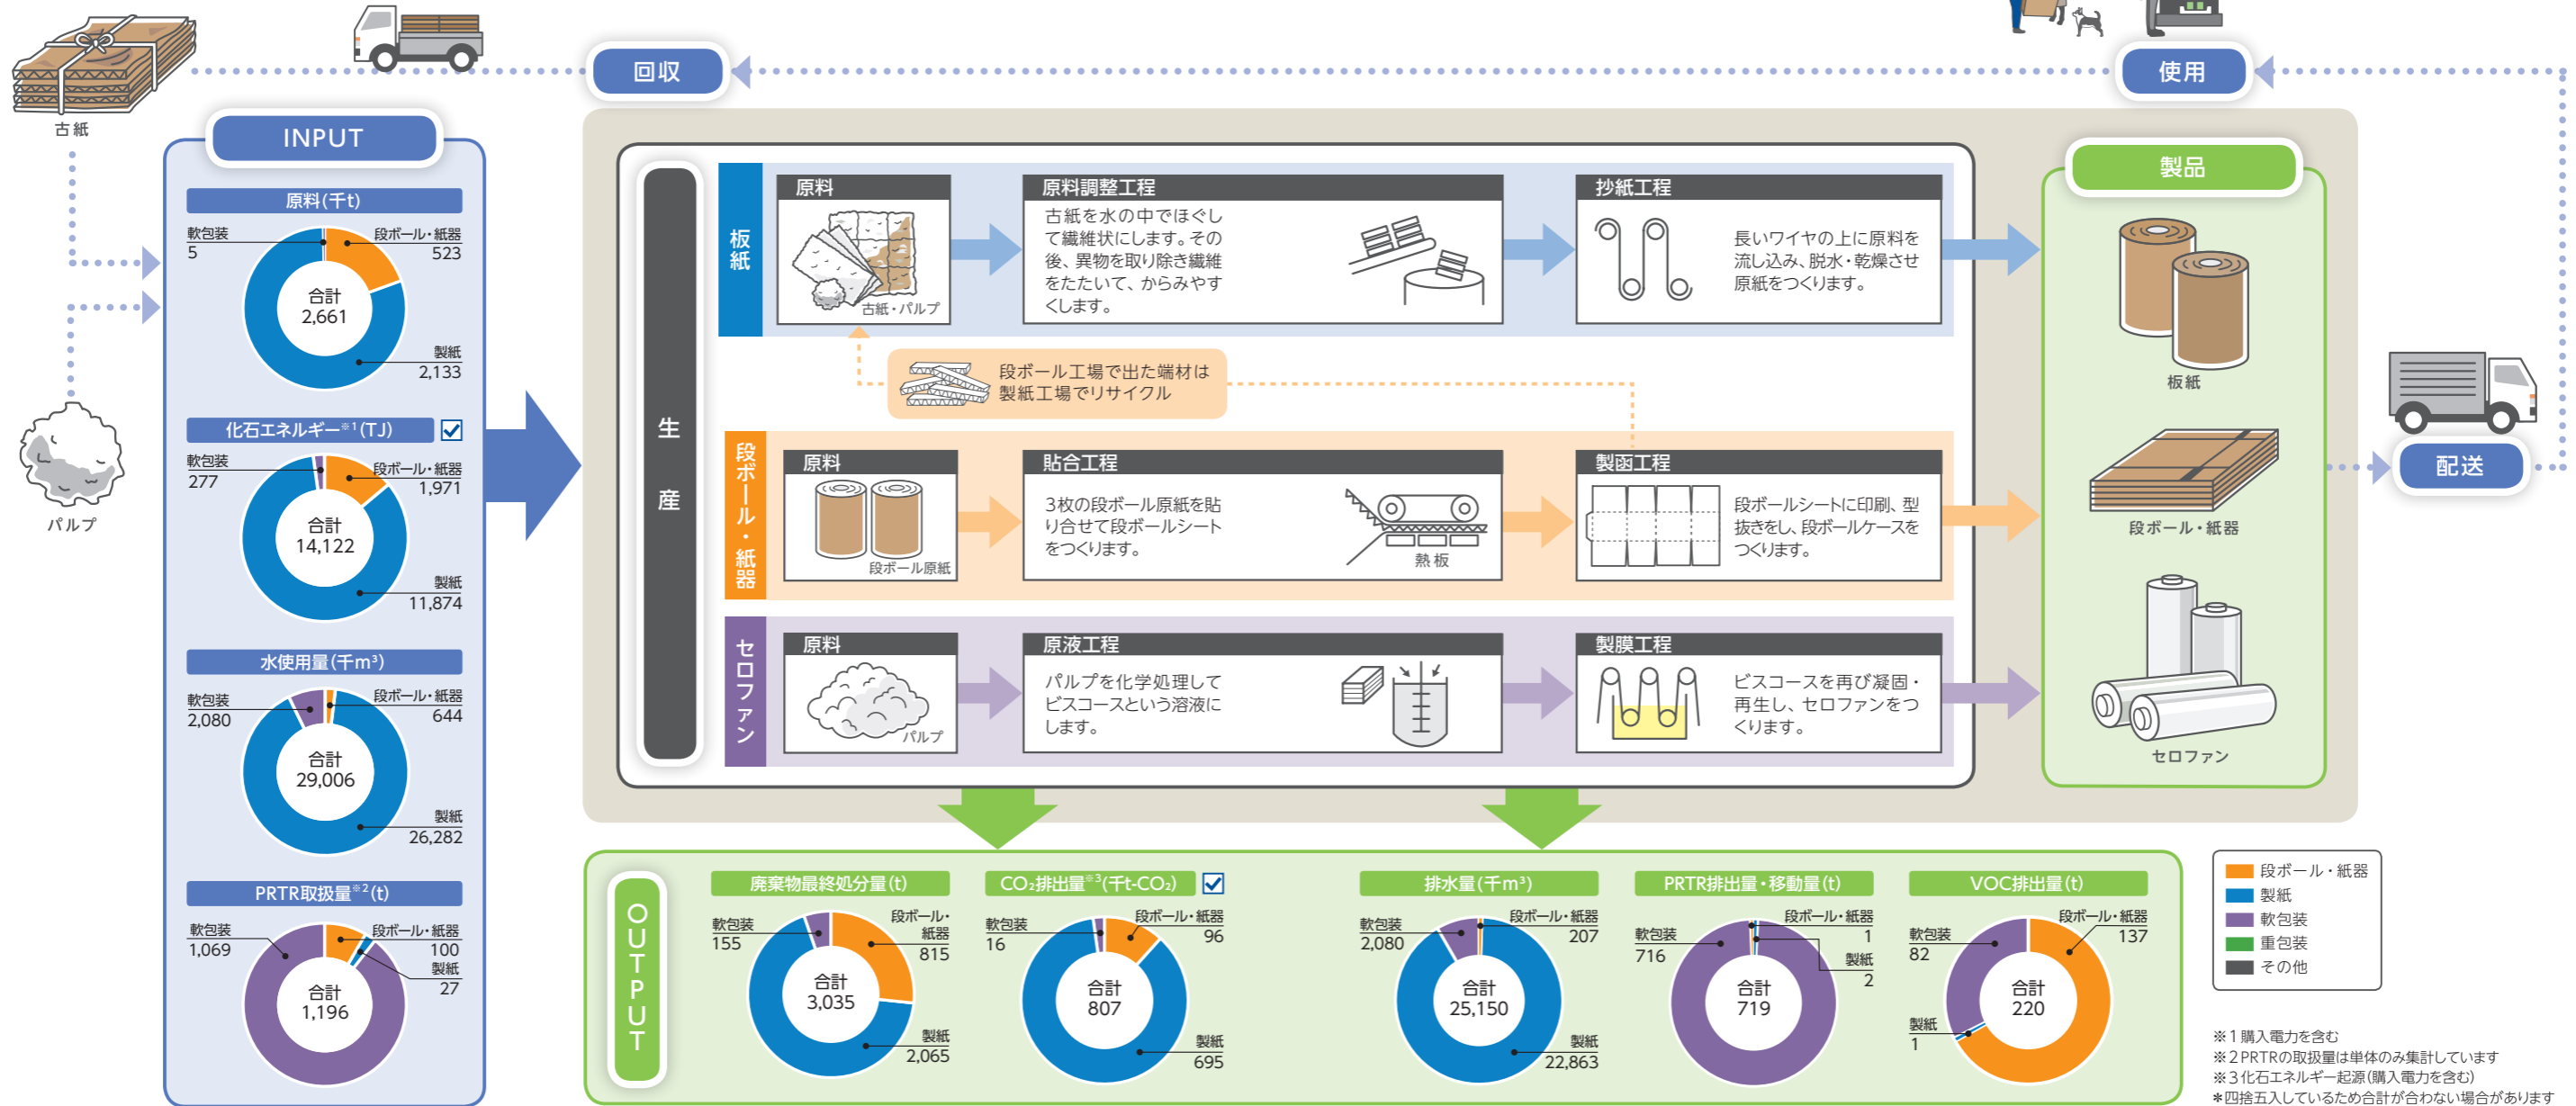 回収
使用
古紙
INPUT
原料(千t)
軟包装
5
段ボール・紙器
523
合計
2,661
製紙
2,133
化石エネルギー※1(TJ)
軟包装
277
段ボール・紙器
1,971
合計
14,122
製紙
11,874
水使用量(千m³)
軟包装
2,080
段ボール・紙器
644
合計
29,006
製紙
26,282
PRTR取扱量※2(t)
軟包装
1,069
段ボール・紙器
100
製紙
27
合計
1,196
パルプ
生産
板紙
原料
古紙・パルプ
原料調整工程
古紙を水の中でほぐし
て繊維状にします。その
後、異物を取り除き繊維
をたたいて、からみやす
くします。
抄紙工程
長いワイヤの上に原料を
流し込み、脱水・乾燥させ
原紙をつくります。
段ボール工場で出た端材は
製紙工場でリサイクル
段ボール・紙器
原料
段ボール原紙
貼合工程
3枚の段ボール原紙を貼
り合せて段ボールシート
をつくります。
熱板
製函工程
段ボールシートに印刷、型
抜きをし、段ボールケースを
つくります。
セロファン
原料
パルプ
原液工程
パルプを化学処理して
ビスコースという溶液に
します。
製膜工程
ビスコースを再び凝固・
再生し、セロファンをつ
くります。
製品
板紙
段ボール・紙器
セロファン
配送
OUTPUT
廃棄物最終処分量(t)
軟包装
155
段ボール・
紙器
815
合計
3,035
製紙
2,065
CO₂排出量※3(千t-CO₂)
軟包装
16
段ボール・紙器
96
合計
807
製紙
695
排水量(千m³)
軟包装
2,080
段ボール・紙器
207
合計
25,150
製紙
22,863
PRTR排出量・移動量(t)
軟包装
716
段ボール・紙器
1
製紙
2
合計
719
VOC排出量(t)
軟包装
82
段ボール・紙器
137
合計
220
製紙
1
段ボール・紙器
製紙
軟包装
重包装
その他
※1購入電力を含む
※2PRTRの取扱量は単体のみ集計しています
※3化石エネルギー起源(購入電力を含む)
*四捨五入しているため合計が合わない場合があります